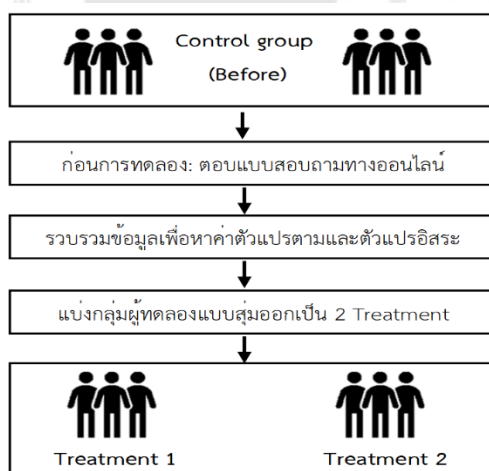 Control group
(Before)
ก่อนการทดลอง: ตอบแบบสอบถามทางออนไลน์
รวบรวมข้อมูลเพื่อหาค่าตัวแปรตามและตัวแปรอิสระ
แบ่งกลุ่มผู้ทดลองแบบสุ่มออกเป็น 2 Treatment
Treatment 1
Treatment 2